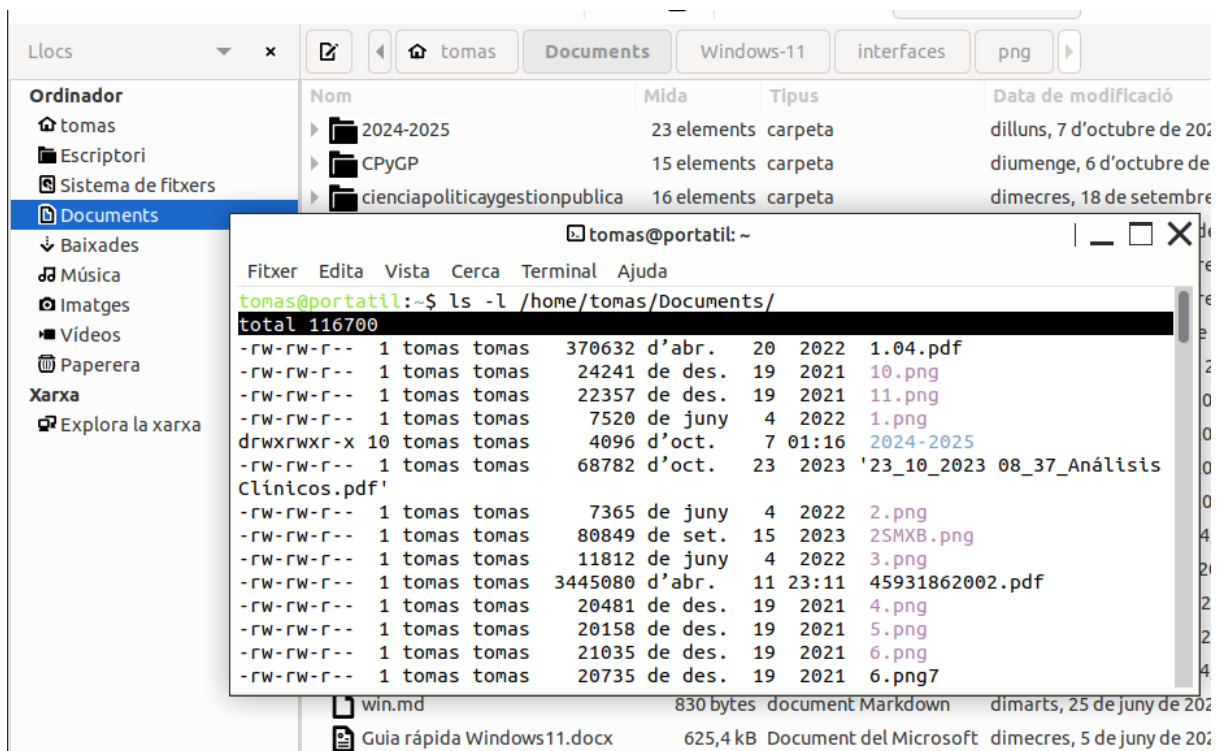 Llocs
tomas Documents Windows-11 interfaces png
Ordinador
tomas
Escriptori
Sistema de fitxers
Documents
Baixades
Música
Imatges
Vídeos
Paperera
Xarxa
Explora la xarxa
Nom Mida Tipus Data de modificació
2024-2025 23 elements carpeta dilluns, 7 d'octubre de 202
CPyGP 15 elements carpeta diumenge, 6 d'octubre de
cienciapoliticaygestionpublica 16 elements carpeta dimecres, 18 de setembre
tomas@portatil: ~
Fitxer Edita Vista Cerca Terminal Ajuda
tomas@portatil:~$ ls -l /home/tomas/Documents/
total 116700
-rw-rw-r-- 1 tomas tomas 370632 d’abr. 20 2022 1.04.pdf
-rw-rw-r-- 1 tomas tomas 24241 de des. 19 2021 10.png
-rw-rw-r-- 1 tomas tomas 22357 de des. 19 2021 11.png
-rw-rw-r-- 1 tomas tomas 7520 de juny 4 2022 1.png
drwxrwxr-x 10 tomas tomas 4096 d’oct. 7 01:16 2024-2025
-rw-rw-r-- 1 tomas tomas 68782 d’oct. 23 2023 '23_10_2023 08_37_Análisis
Clínicos.pdf'
-rw-rw-r-- 1 tomas tomas 7365 de juny 4 2022 2.png
-rw-rw-r-- 1 tomas tomas 80849 de set. 15 2023 2SMXB.png
-rw-rw-r-- 1 tomas tomas 11812 de juny 4 2022 3.png
-rw-rw-r-- 1 tomas tomas 3445080 d’abr. 11 23:11 45931862002.pdf
-rw-rw-r-- 1 tomas tomas 20481 de des. 19 2021 4.png
-rw-rw-r-- 1 tomas tomas 20158 de des. 19 2021 5.png
-rw-rw-r-- 1 tomas tomas 21035 de des. 19 2021 6.png
-rw-rw-r-- 1 tomas tomas 20735 de des. 19 2021 6.png7
win.md 830 bytes document Markdown dimarts, 25 de juny de 202
Guia rápida Windows11.docx 625,4 kB Document del Microsoft dimecres, 5 de juny de 202